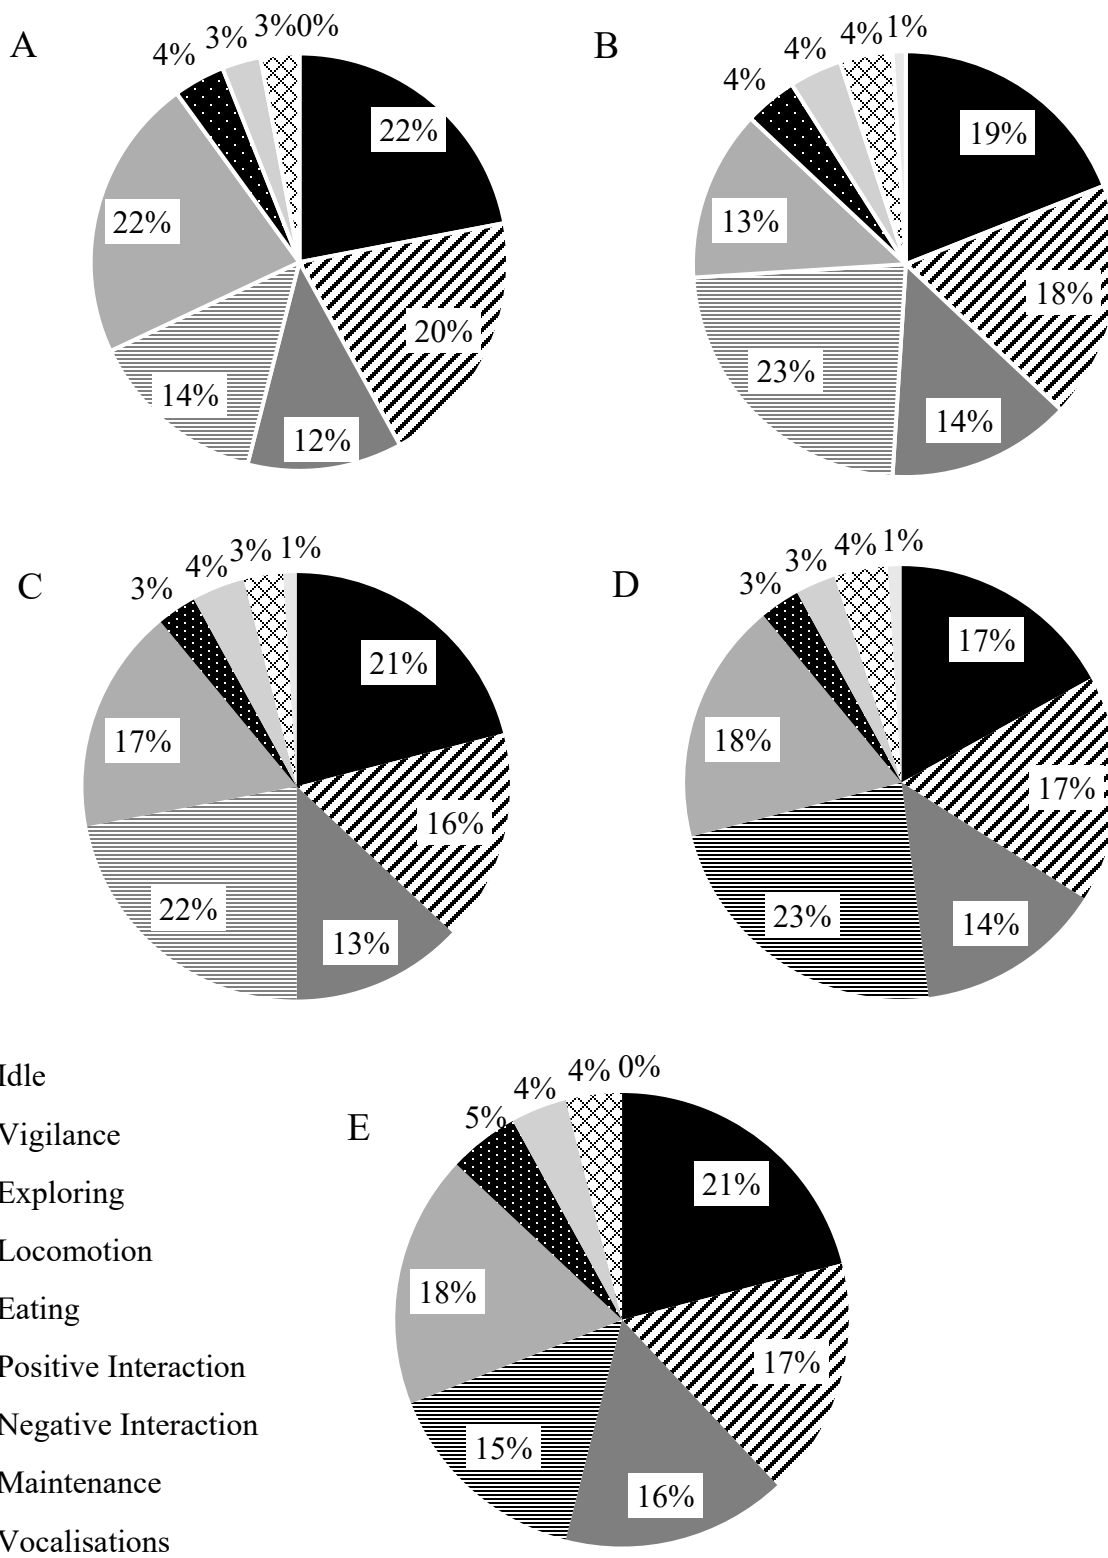 A
4% 3% 3% 0%
22%
20%
12%
14%
22%
B
4% 4% 4% 1%
19%
18%
14%
23%
13%
C
3% 4% 3% 1%
21%
16%
13%
22%
17%
D
3% 3% 4% 1%
17%
17%
14%
23%
18%
E
5% 4% 4% 0%
21%
17%
16%
15%
18%
Idle
Vigilance
Exploring
Locomotion
Eating
Positive Interaction
Negative Interaction
Maintenance
Vocalisations